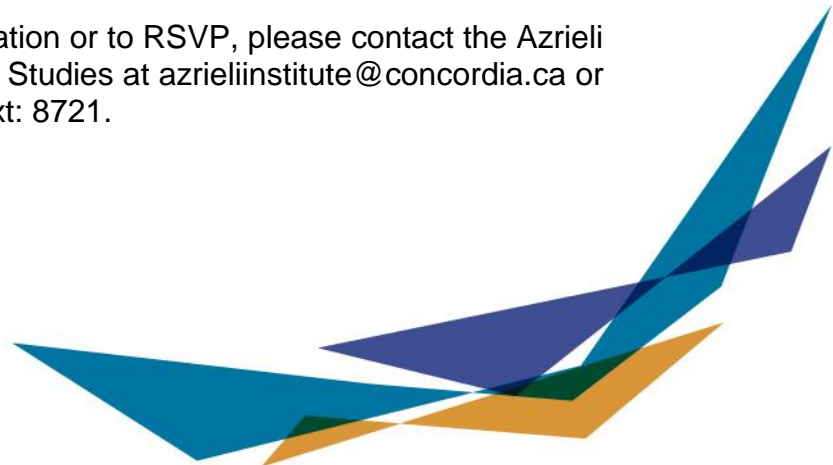 ation or to RSVP, please contact the Azrieli
Studies at azrieliinstitute@concordia.ca or
xt: 8721.